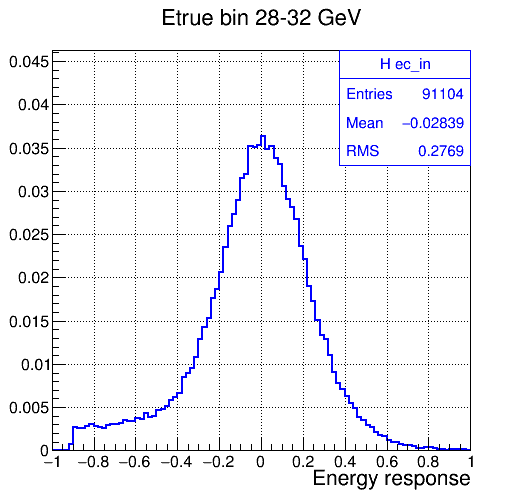 Etrue bin 28-32 GeV
H ec_in
Entries 91104
Mean −0.02839
RMS 0.2769
0.045
0.04
0.035
0.03
0.025
0.02
0.015
0.01
0.005
0
−1 −0.8 −0.6 −0.4 −0.2 0 0.2 0.4 0.6 0.8 1
Energy response